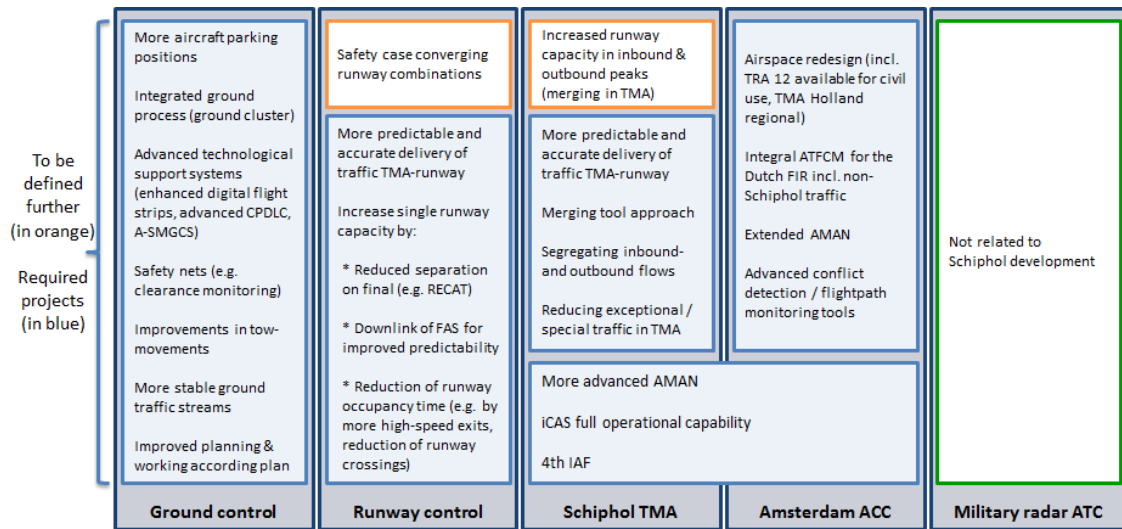 To be
defined
further
(in orange)
Required
projects
(in blue)
More aircraft parking
positions
Integrated ground
process (ground cluster)
Advanced technological
support systems
(enhanced digital flight
strips, advanced CPDLC,
A-SMGCS)
Safety nets (e.g.
clearance monitoring)
Improvements in tow-
movements
More stable ground
traffic streams
Improved planning &
working according plan
Ground control
Safety case converging
runway combinations
More predictable and
accurate delivery of
traffic TMA-runway
Increase single runway
capacity by:
* Reduced separation
on final (e.g. RECAT)
* Downlink of FAS for
improved predictability
* Reduction of runway
occupancy time (e.g. by
more high-speed exits,
reduction of runway
crossings)
Runway control
Increased runway
capacity in inbound &
outbound peaks
(merging in TMA)
More predictable and
accurate delivery of
traffic TMA-runway
Merging tool approach
Segregating inbound-
and outbound flows
Reducing exceptional /
special traffic in TMA
Schiphol TMA
Airspace redesign (incl.
TRA 12 available for civil
use, TMA Holland
regional)
Integral ATFCM for the
Dutch FIR incl. non-
Schiphol traffic
Extended AMAN
Advanced conflict
detection / flightpath
monitoring tools
More advanced AMAN
iCAS full operational capability
4th IAF
Amsterdam ACC
Not related to
Schiphol development
Military radar ATC